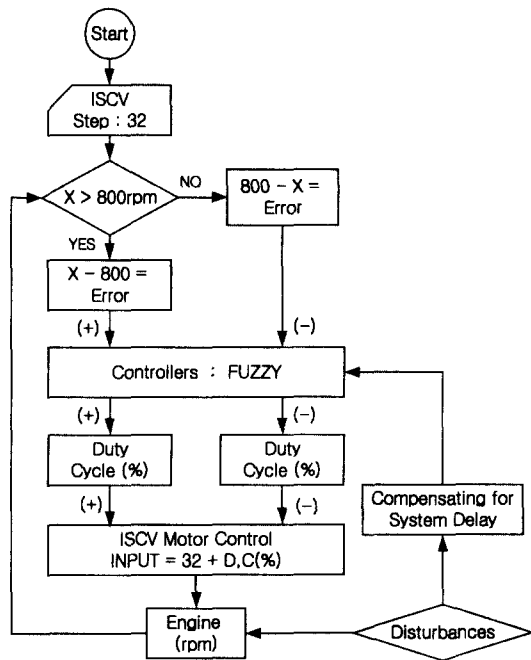 Start
ISCV
Step : 32
X > 800rpm
NO
800 - X =
Error
YES
X - 800 =
Error
(+)
(-)
Controllers : FUZZY
(+)
(-)
Duty
Cycle (%)
Duty
Cycle (%)
(+)
(-)
Compensating for
System Delay
ISCV Motor Control
INPUT = 32 + D,C(%)
Engine
(rpm)
Disturbances